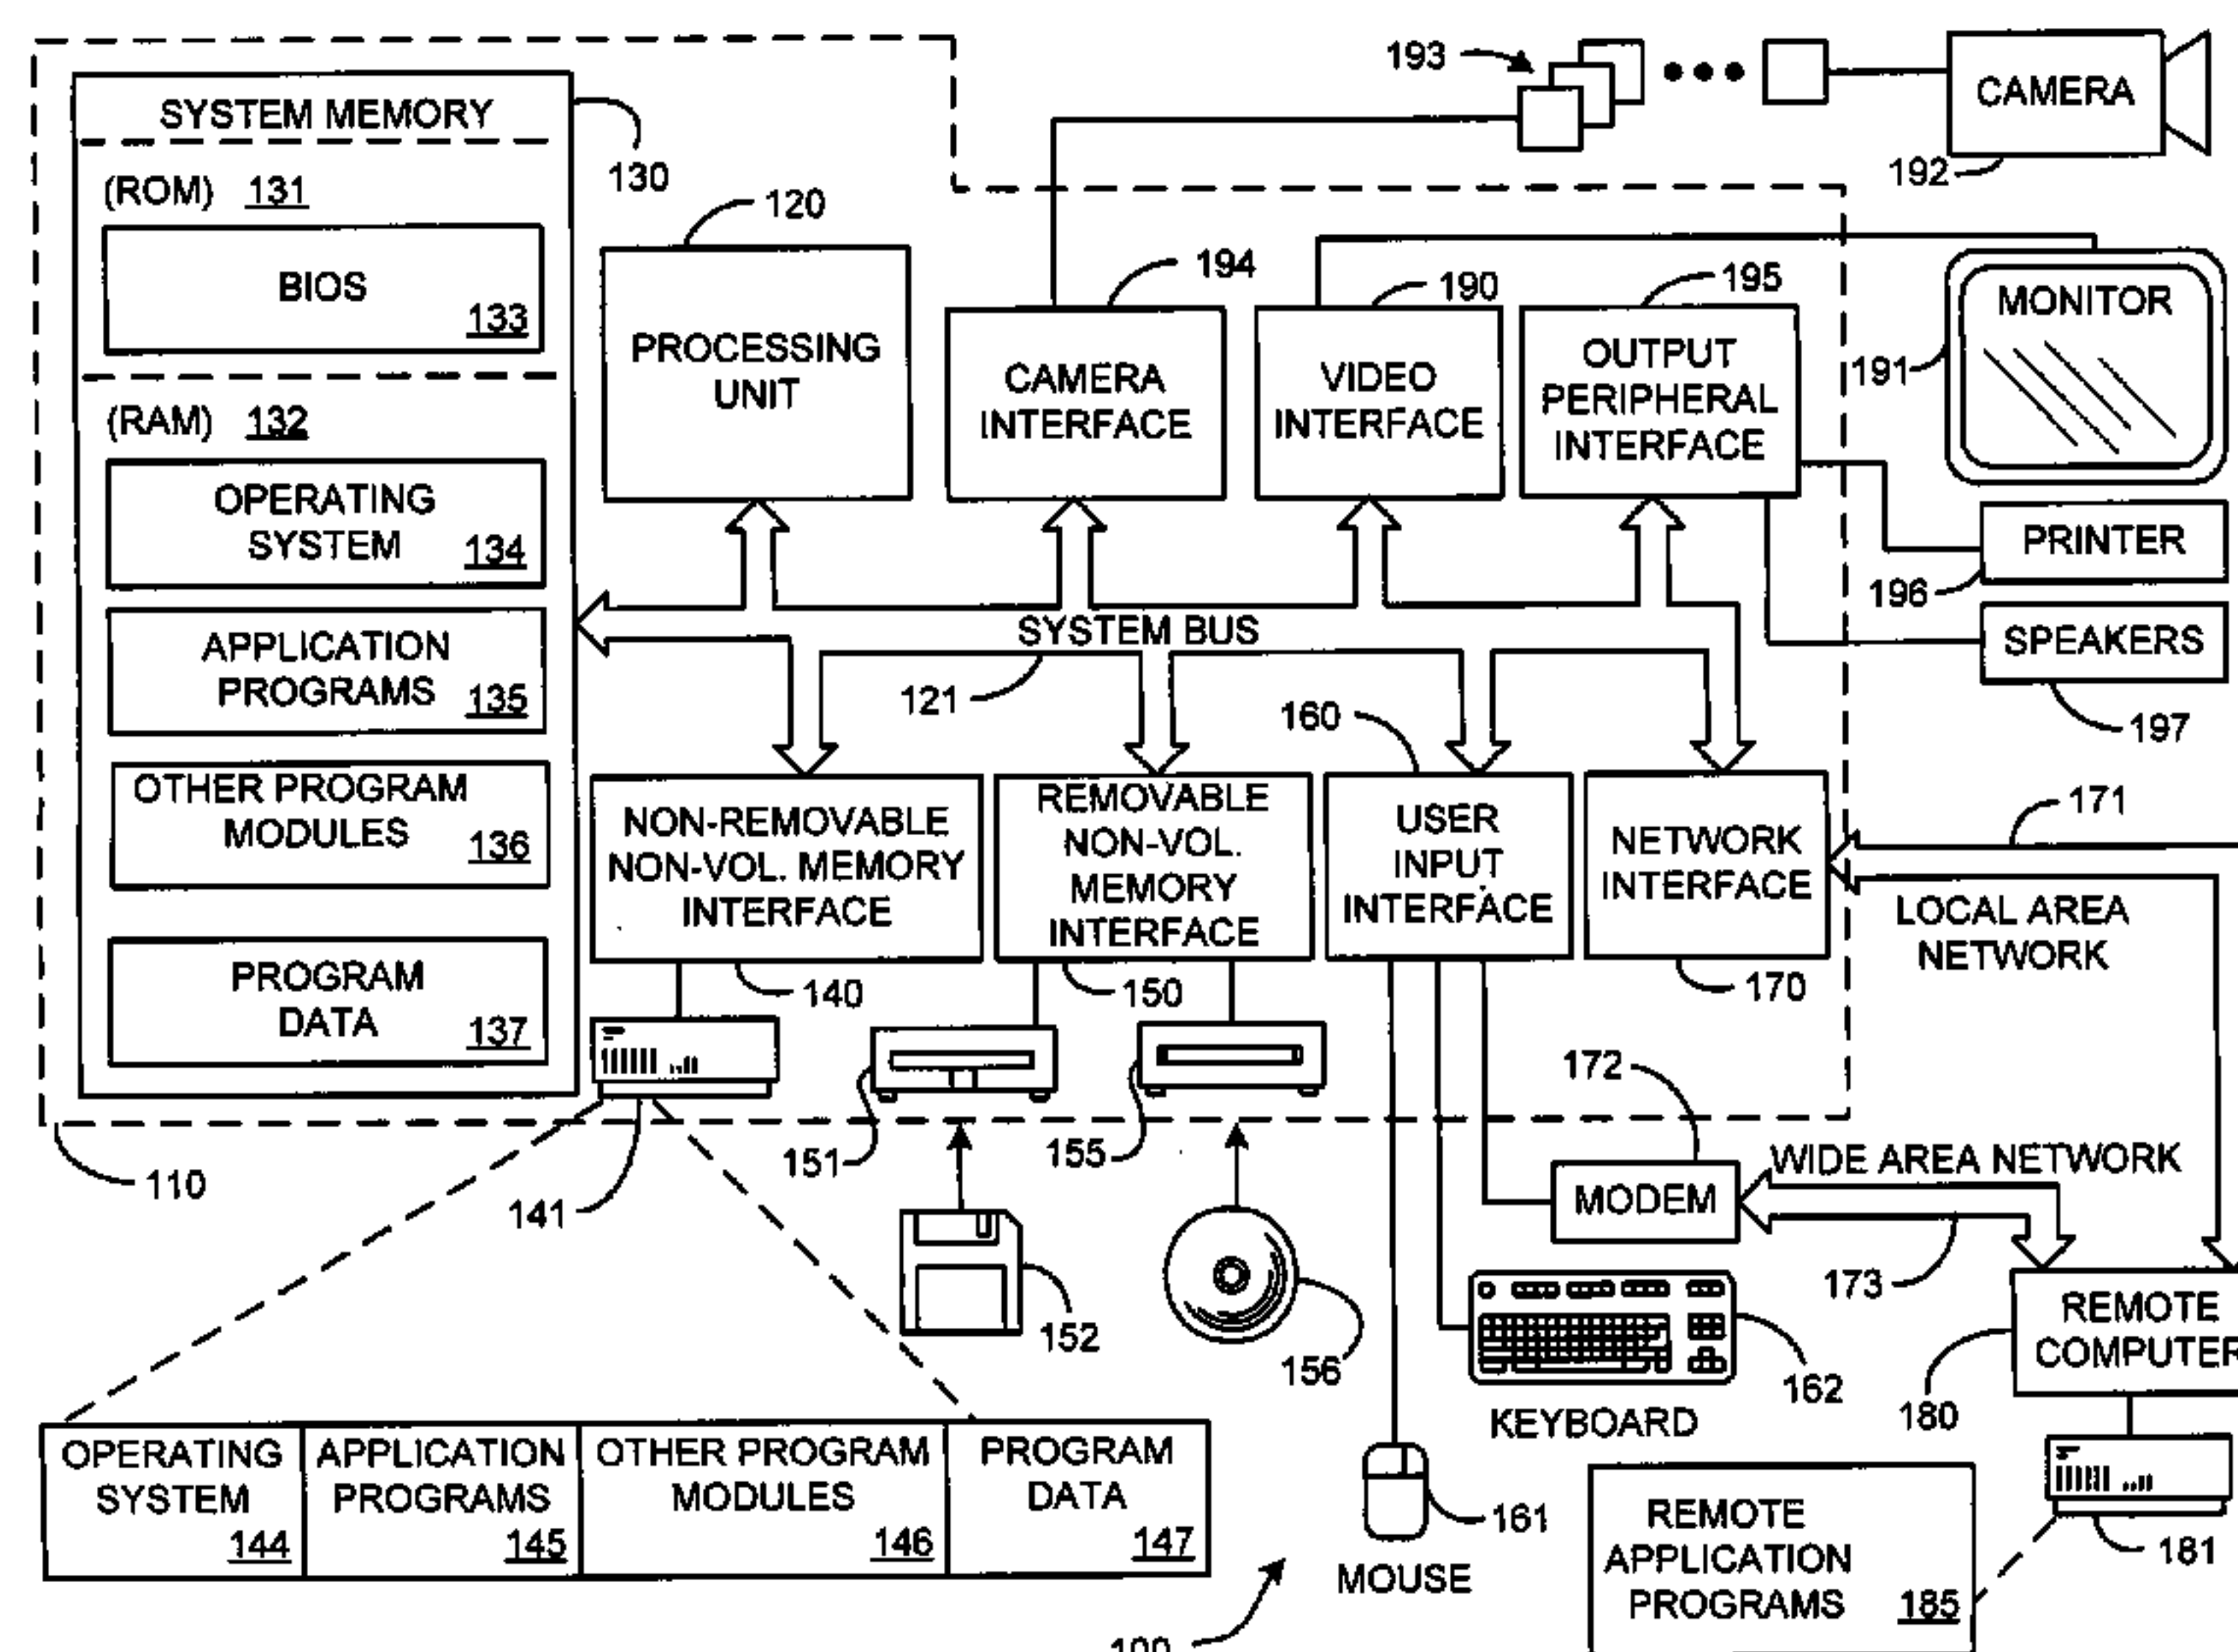 193
CAMERA
192
SYSTEM MEMORY
130
(ROM) 131
BIOS
133
(RAM) 132
OPERATING
SYSTEM 134
APPLICATION
PROGRAMS 135
OTHER PROGRAM
MODULES 136
PROGRAM
DATA 137
120
PROCESSING
UNIT
194
CAMERA
INTERFACE
190
VIDEO
INTERFACE
195
OUTPUT
PERIPHERAL
INTERFACE
MONITOR
191
PRINTER
196
SPEAKERS
197
SYSTEM BUS
121
NON-REMOVABLE
NON-VOL. MEMORY
INTERFACE
140
REMOVABLE
NON-VOL.
MEMORY
INTERFACE
150
160
USER
INPUT
INTERFACE
NETWORK
INTERFACE
170
171
LOCAL AREA
NETWORK
110
141
151
155
152
156
172
MODEM
WIDE AREA NETWORK
173
REMOTE
COMPUTER
180
162
KEYBOARD
161
MOUSE
181
REMOTE
APPLICATION
PROGRAMS 185
OPERATING
SYSTEM
144
APPLICATION
PROGRAMS
145
OTHER PROGRAM
MODULES
146
PROGRAM
DATA
147
100